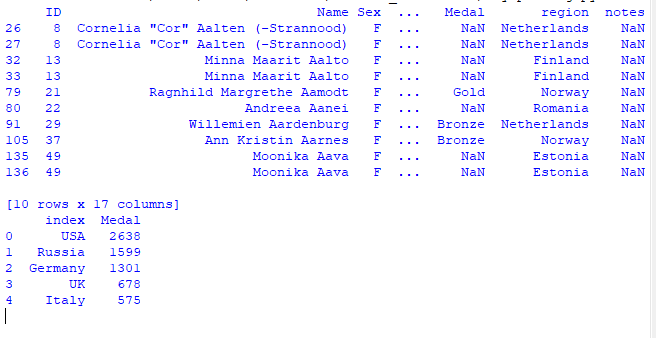 ID Name Sex ... Medal region notes
26 8 Cornelia "Cor" Aalten (-Strannood) F ... NaN Netherlands NaN
27 8 Cornelia "Cor" Aalten (-Strannood) F ... NaN Netherlands NaN
32 13 Minna Maarit Aalto F ... NaN Finland NaN
33 13 Minna Maarit Aalto F ... NaN Finland NaN
79 21 Ragnhild Margrethe Aamodt F ... Gold Norway NaN
80 22 Andreea Aanei F ... NaN Romania NaN
91 29 Willemien Aardenburg F ... Bronze Netherlands NaN
105 37 Ann Kristin Aarnes F ... Bronze Norway NaN
135 49 Moonika Aava F ... NaN Estonia NaN
136 49 Moonika Aava F ... NaN Estonia NaN
[10 rows x 17 columns]
index Medal
0 USA 2638
1 Russia 1599
2 Germany 1301
3 UK 678
4 Italy 575